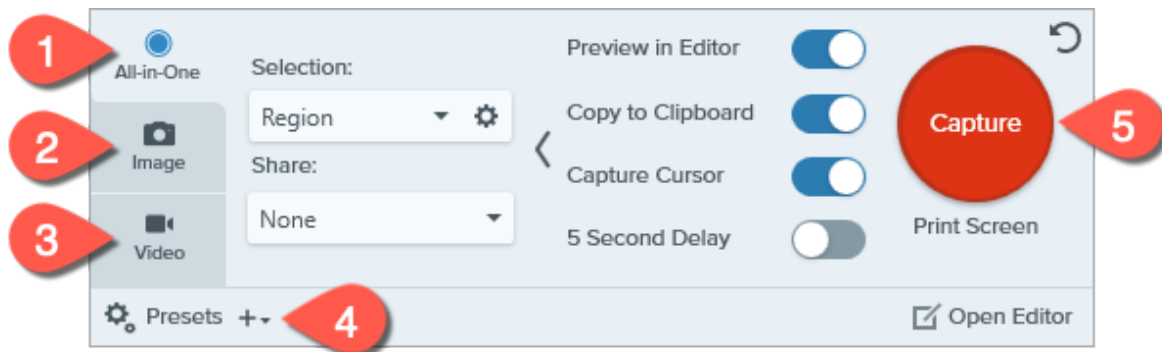 1
All-in-One
2
Image
3
Video
Selection:
Region
Share:
None
Preview in Editor
Copy to Clipboard
Capture Cursor
5 Second Delay
Capture
5
Print Screen
Presets
4
Open Editor